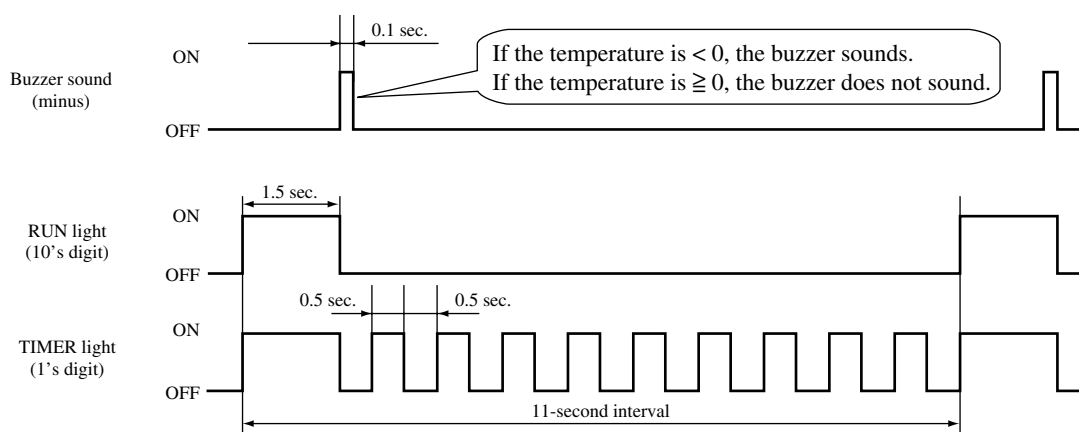 0.1 sec.
ON
If the temperature is < 0, the buzzer sounds.
If the temperature is ≧ 0, the buzzer does not sound.
Buzzer sound
(minus)
OFF
1.5 sec.
ON
RUN light
(10's digit)
OFF
0.5 sec.
0.5 sec.
ON
TIMER light
(1's digit)
OFF
11-second interval